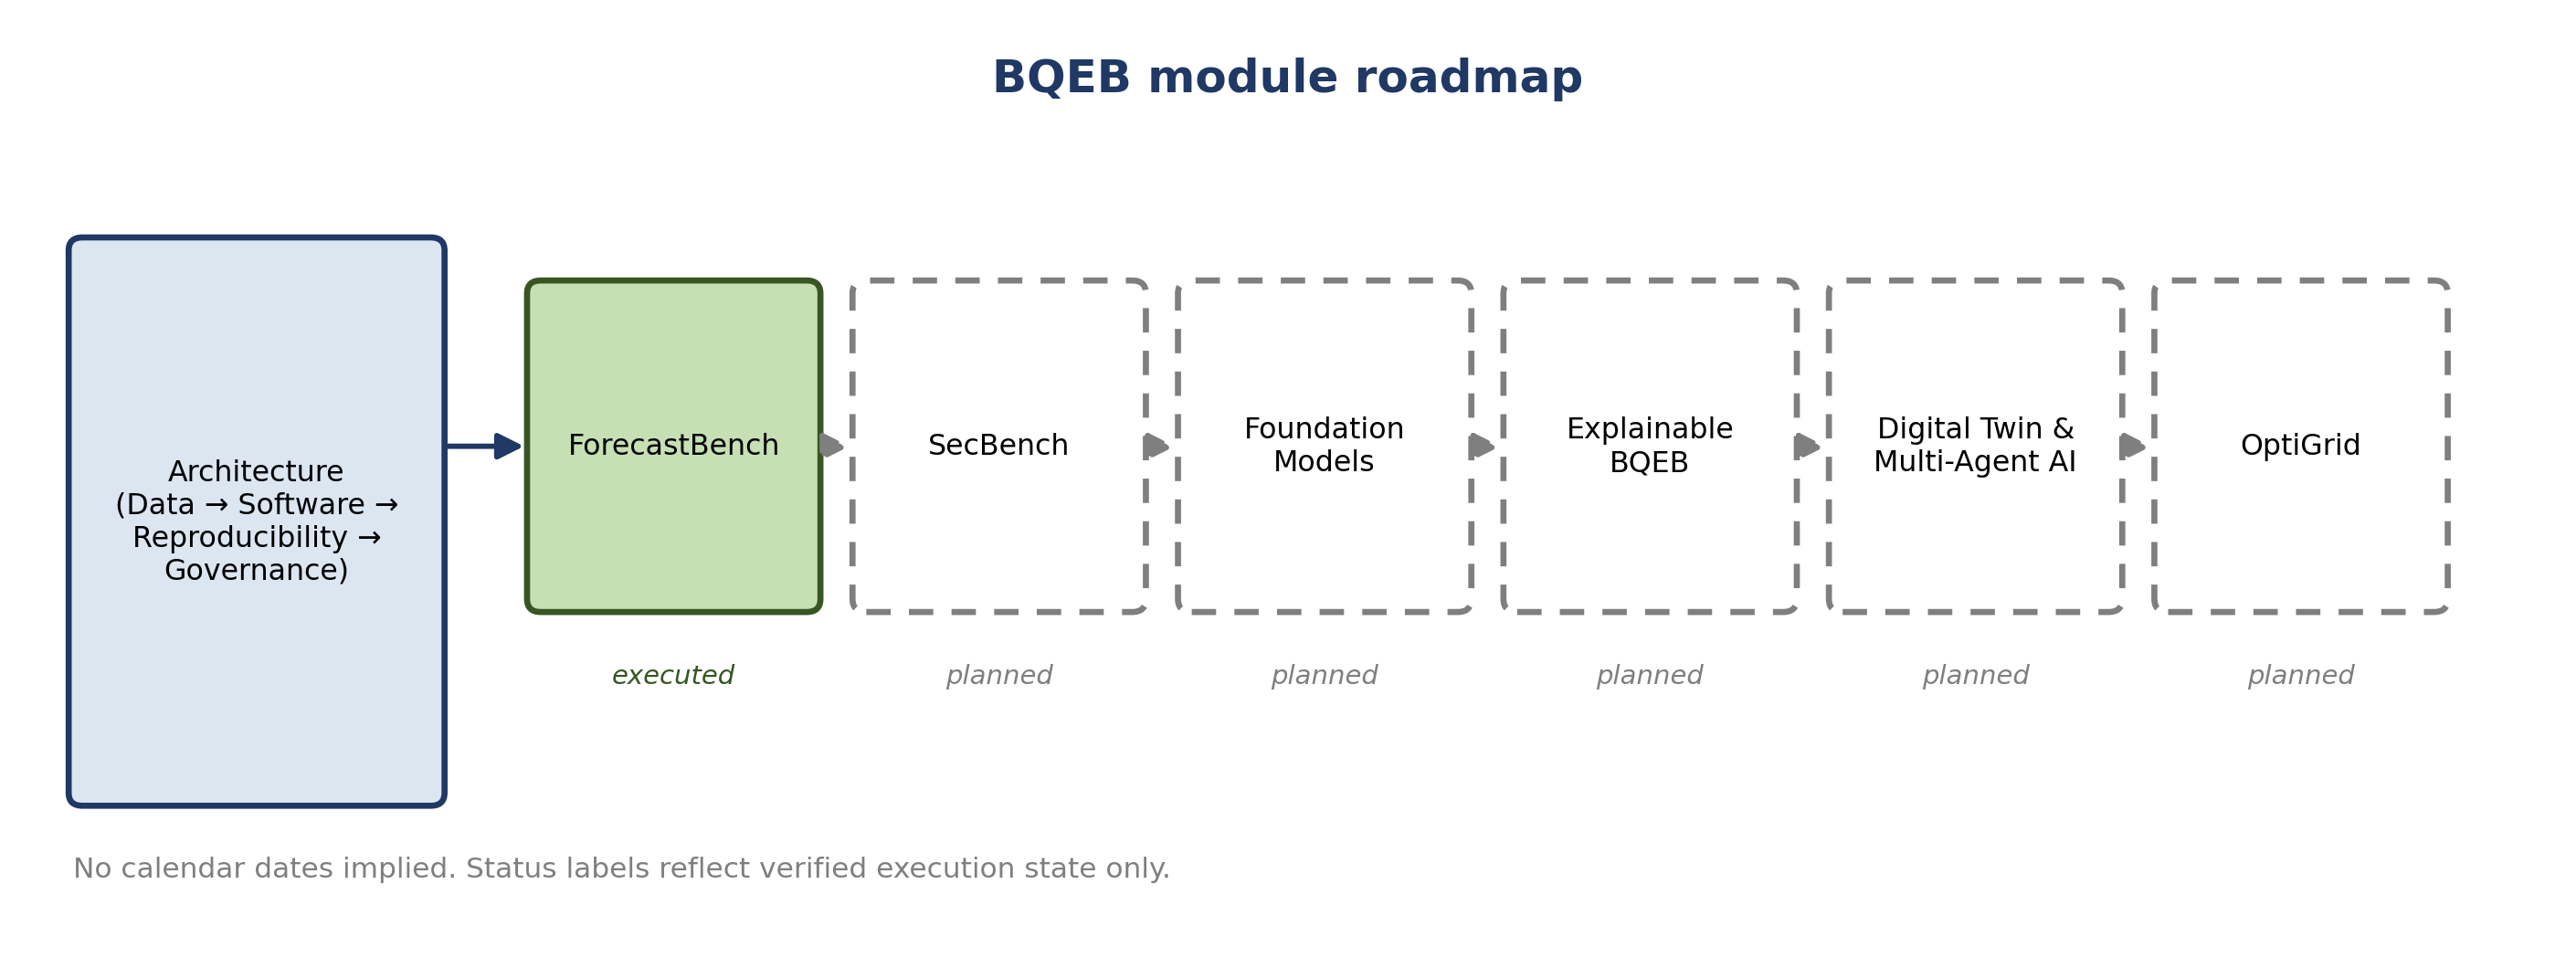 BQEB module roadmap
Architecture
(Data → Software →
Reproducibility →
Governance)
ForecastBench
executed
SecBench
planned
Foundation
Models
planned
Explainable
BQEB
planned
Digital Twin &
Multi-Agent AI
planned
OptiGrid
planned
No calendar dates implied. Status labels reflect verified execution state only.